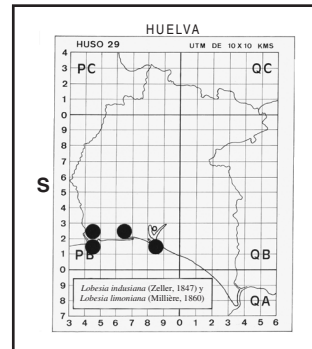 HUELVA
HUSO 29 UTM DE 10 X 10 KMS
4
3 PC QC
2
1
0
9
8
7
6
S
5
4
3
2
1 PB QB
0
9
8 Lobesia indusiana (Zeller, 1847) y
Lobesia limoniana (Millière, 1860) QA
7
3 4 5 6 7 8 9 0 1 2 3 4 5 6